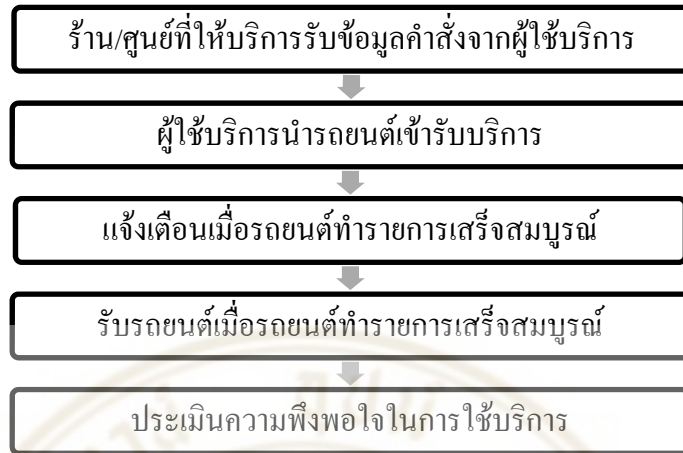 ร้าน/ศูนย์ที่ให้บริการรับข้อมูลคำสั่งจากผู้ใช้บริการ
ผู้ใช้บริการนำรถยนต์เข้ารับบริการ
แจ้งเตือนเมื่อรถยนต์ทำรายการเสร็จสมบูรณ์
รับรถยนต์เมื่อรถยนต์ทำรายการเสร็จสมบูรณ์
ประเมินความพึงพอใจในการใช้บริการ